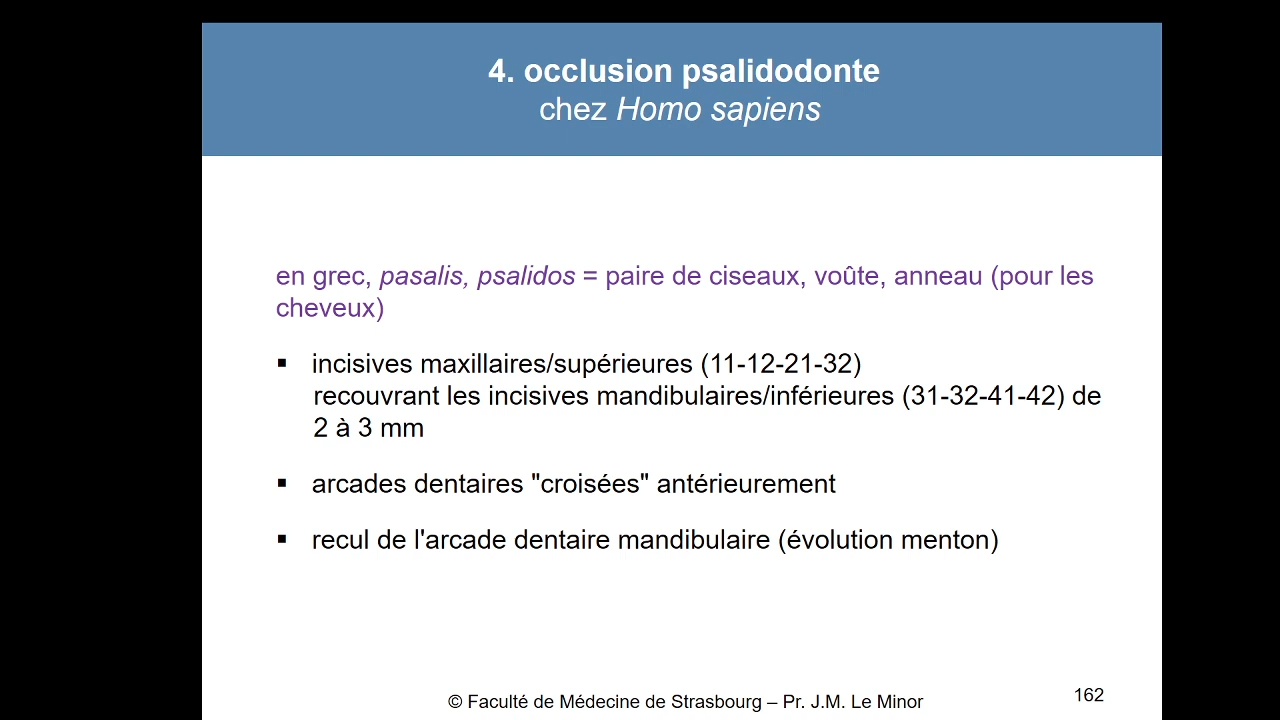 4. occlusion psalidodonte
chez Homo sapiens
en grec, pasalis, psalidos = paire de ciseaux, voûte, anneau (pour les
cheveux)
▪ incisives maxillaires/supérieures (11-12-21-32)
recouvrant les incisives mandibulaires/inférieures (31-32-41-42) de
2 à 3 mm
▪ arcades dentaires "croisées" antérieurement
▪ recul de l'arcade dentaire mandibulaire (évolution menton)
© Faculté de Médecine de Strasbourg – Pr. J.M. Le Minor
162